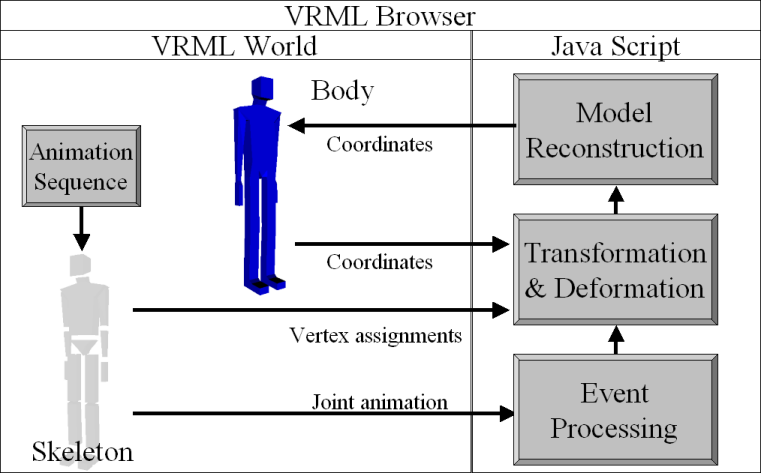 VRML Browser
VRML World
Java Script
Body
Model
Reconstruction
Coordinates
Animation
Sequence
Transformation
& Deformation
Coordinates
Vertex assignments
Event
Processing
Joint animation
Skeleton